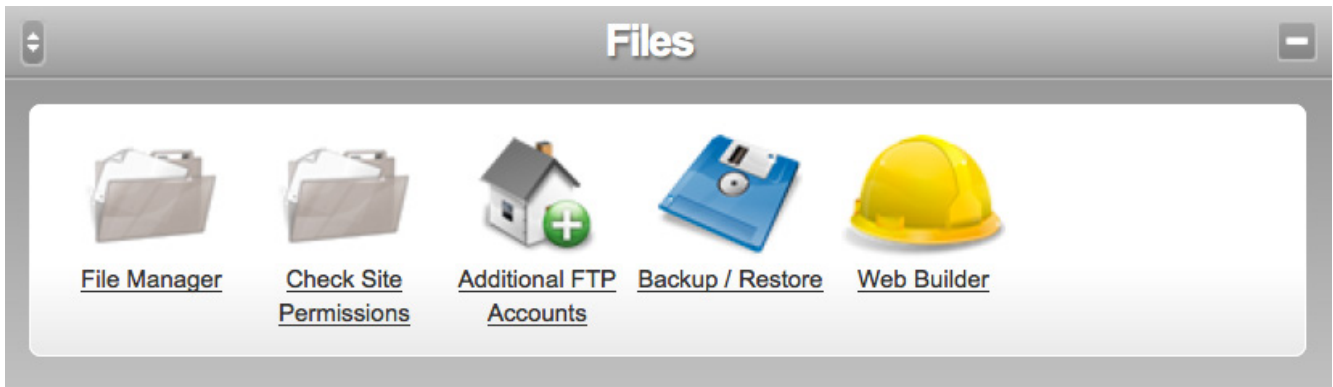 Files
File Manager
Check Site
Permissions
Additional FTP
Accounts
Backup / Restore
Web Builder